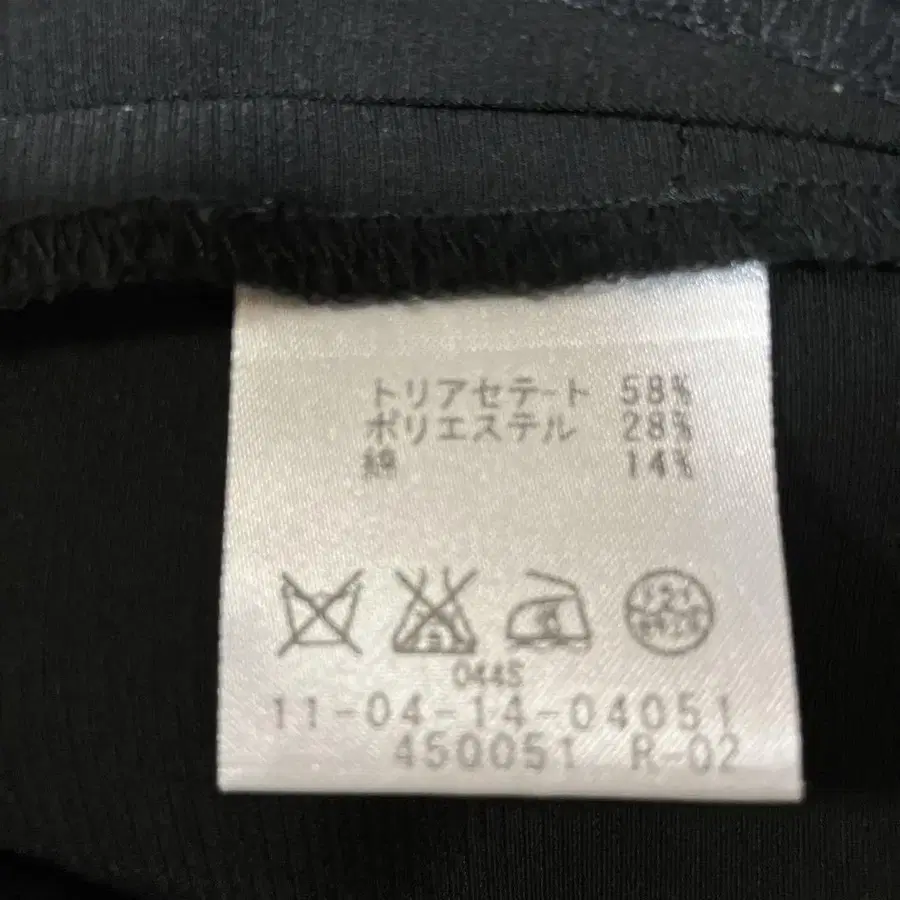 トリアセテート 58%
ポリエステル 28%
綿 14%
0445
11-04-14-04051
450051 R-02